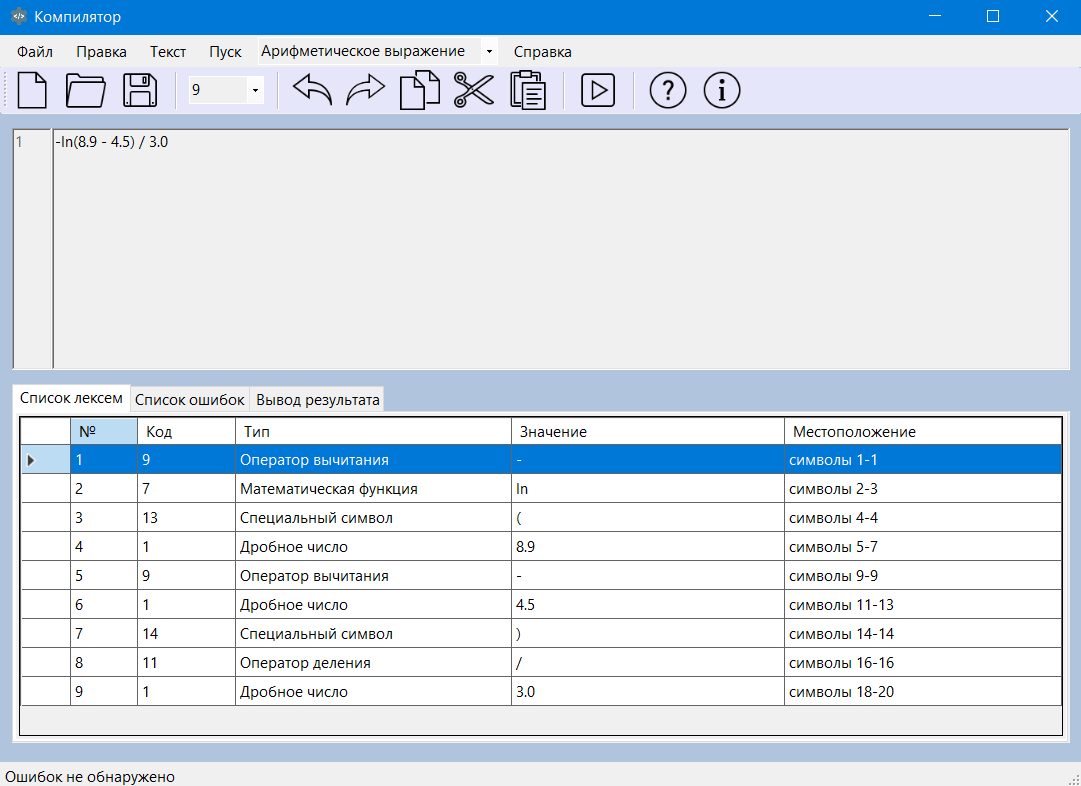 Компилятор
Файл Правка Текст Пуск Арифметическое выражение Справка
9
1 -ln(8.9 - 4.5) / 3.0
Список лексем Список ошибок Вывод результата
№ Код Тип Значение Местоположение
1 9 Оператор вычитания - символы 1-1
2 7 Математическая функция ln символы 2-3
3 13 Специальный символ ( символы 4-4
4 1 Дробное число 8.9 символы 5-7
5 9 Оператор вычитания - символы 9-9
6 1 Дробное число 4.5 символы 11-13
7 14 Специальный символ ) символы 14-14
8 11 Оператор деления / символы 16-16
9 1 Дробное число 3.0 символы 18-20
Ошибок не обнаружено